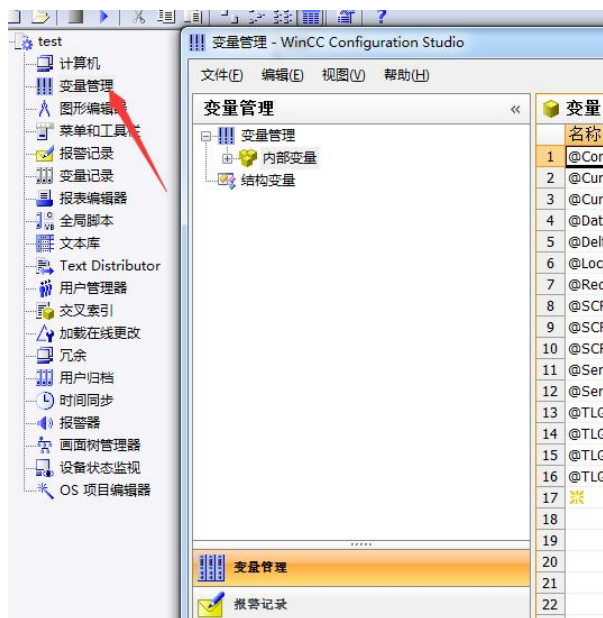 test
计算机
变量管理
图形编辑器
菜单和工具栏
报警记录
变量记录
报表编辑器
全局脚本
文本库
Text Distributor
用户管理器
交叉索引
加载在线更改
冗余
用户归档
时间同步
报警器
画面树管理器
设备状态监视
OS 项目编辑器
变量管理 - WinCC Configuration Studio
文件(F) 编辑(E) 视图(V) 帮助(H)
变量管理 «
变量管理
内部变量
结构变量
变量管理
报警记录
变量
名称
1 @Con
2 @Cur
3 @Cur
4 @Dat
5 @Delt
6 @Loc
7 @Red
8 @SCR
9 @SCR
10 @SCR
11 @Ser
12 @Ser
13 @TLG
14 @TLG
15 @TLG
16 @TLG
17
18
19
20
21
22